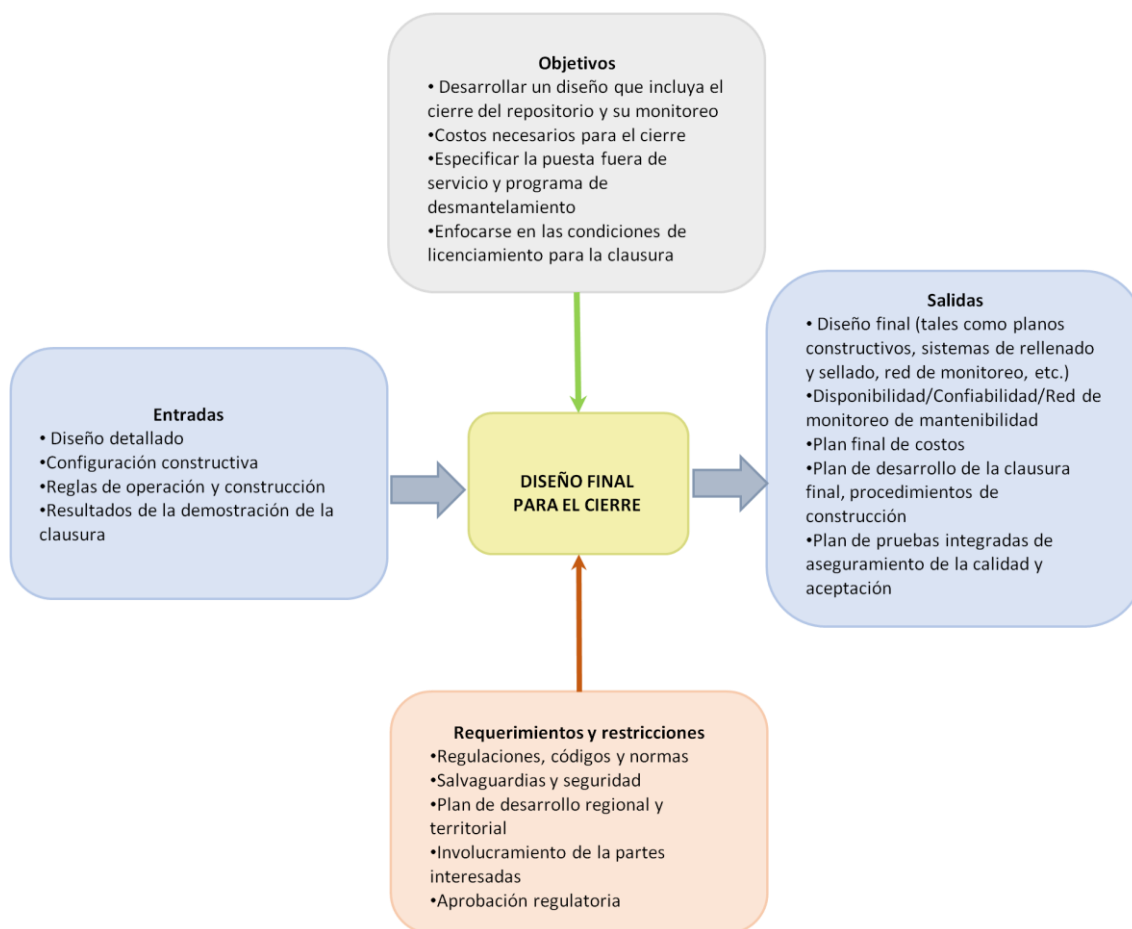 Objetivos
• Desarrollar un diseño que incluya el
cierre del repositorio y su monitoreo
•Costos necesarios para el cierre
•Especificar la puesta fuera de
servicio y programa de
desmantelamiento
•Enfocarse en las condiciones de
licenciamiento para la clausura
Entradas
• Diseño detallado
•Configuración constructiva
•Reglas de operación y construcción
•Resultados de la demostración de la
clausura
DISEÑO FINAL
PARA EL CIERRE
Salidas
• Diseño final (tales como planos
constructivos, sistemas de rellenado
y sellado, red de monitoreo, etc.)
•Disponibilidad/Confiabilidad/Red de
monitoreo de mantenibilidad
•Plan final de costos
•Plan de desarrollo de la clausura
final, procedimientos de
construcción
•Plan de pruebas integradas de
aseguramiento de la calidad y
aceptación
Requerimientos y restricciones
•Regulaciones, códigos y normas
•Salvaguardias y seguridad
•Plan de desarrollo regional y
territorial
•Involucramiento de la partes
interesadas
•Aprobación regulatoria